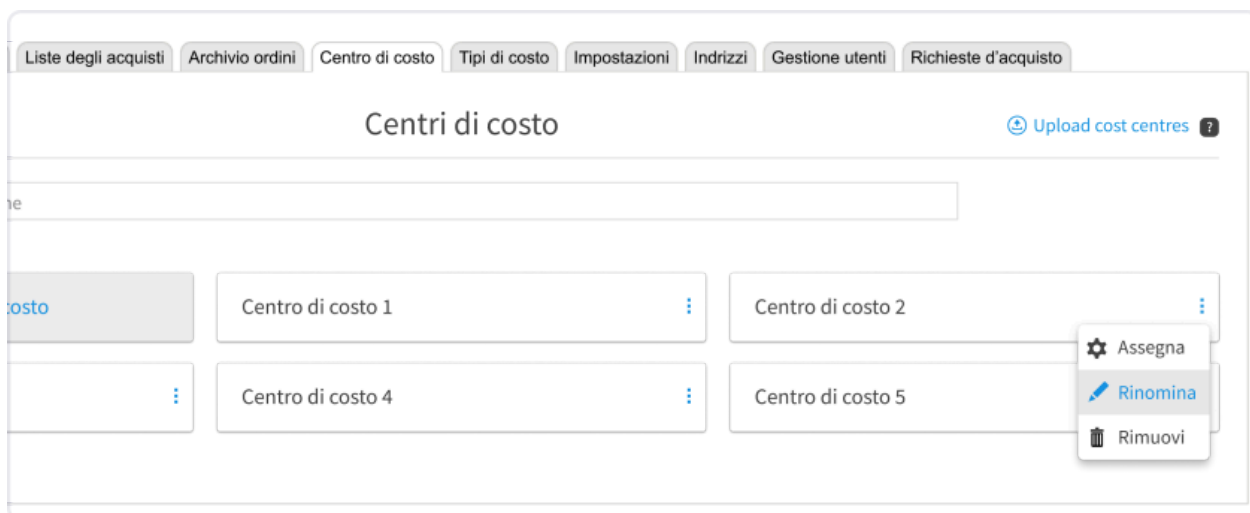 Liste degli acquisti Archivio ordini Centro di costo Tipi di costo Impostazioni Indrizzi Gestione utenti Richieste d'acquisto
Centri di costo
Upload cost centres ?
costo Centro di costo 1 Centro di costo 2
Assegna
Rinomina
Rimuovi
Centro di costo 4 Centro di costo 5